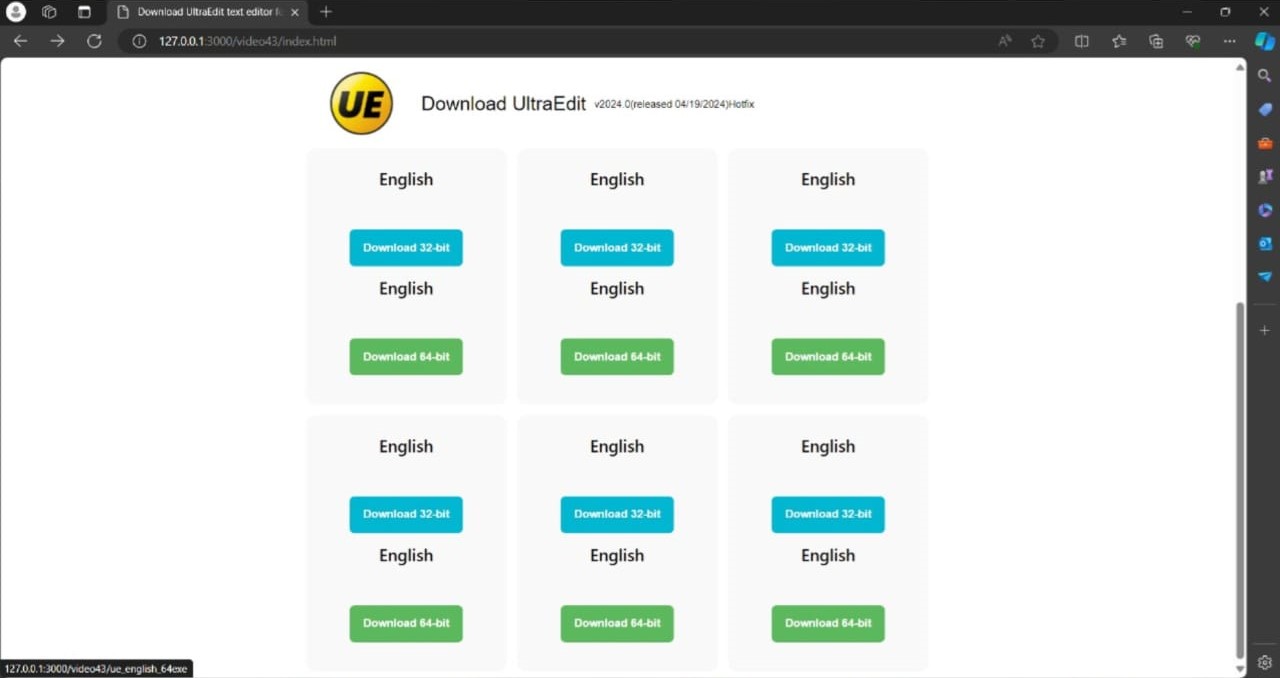 Download UltraEdit text editor f
127.0.0.1:3000/video43/index.html
UE
Download UltraEdit v2024.0(released 04/19/2024)Hotfix
English English English
Download 32-bit Download 32-bit Download 32-bit
English English English
Download 64-bit Download 64-bit Download 64-bit
English English English
Download 32-bit Download 32-bit Download 32-bit
English English English
Download 64-bit Download 64-bit Download 64-bit
127.0.0.1:3000/video43/ue_english_64exe